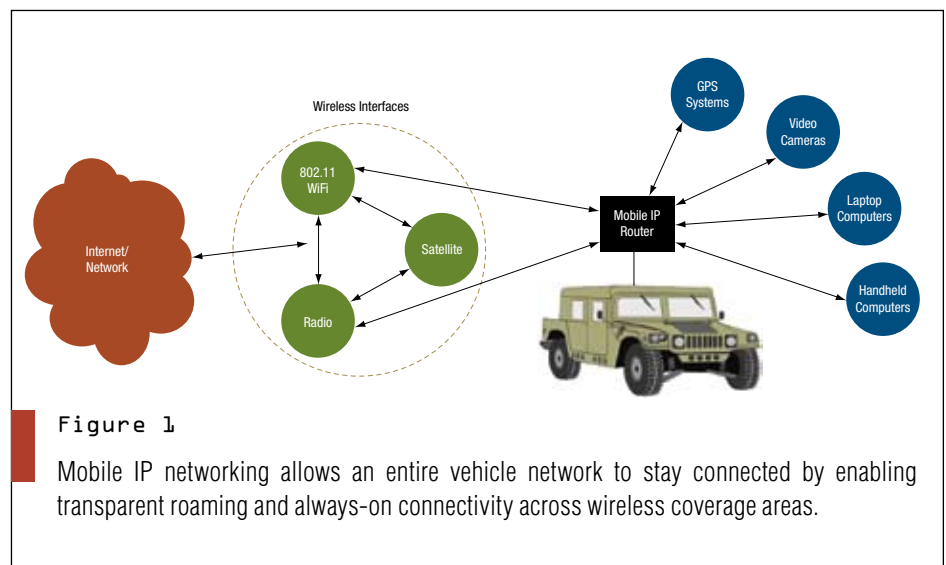 Wireless Interfaces
GPS
Systems
Video
Cameras
802.11
WiFi
Mobile IP
Router
Laptop
Computers
Internet/
Network
Satellite
Handheld
Computers
Radio
Figure 1
Mobile IP networking allows an entire vehicle network to stay connected by enabling
transparent roaming and always-on connectivity across wireless coverage areas.